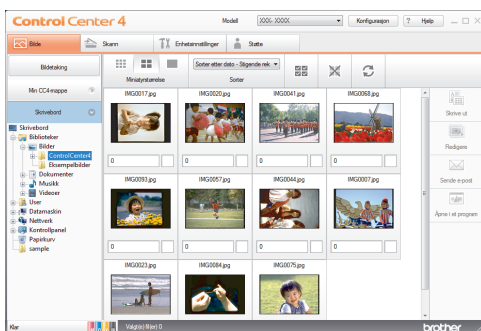 Control Center 4
Modell
XXX-XXXX
Konfigurasjon
?
Hjelp
Bilde
Skann
Enhetsinnstillinger
Støtte
Bildetaking
Miniatyrstørrelse
Sorter etter dato - Stigende rek
Sorter
Min CC4-mappe
Skrivebord
Skrivebord
Biblioteker
Bilder
ControlCenter4
Eksempelbilder
Dokumenter
Musikk
Videoer
User
Datamaskin
Nettverk
Kontrollpanel
Papirkurv
sample
IMG0017.jpg
IMG0020.jpg
IMG0041.jpg
IMG0068.jpg
0
0
0
0
IMG0093.jpg
IMG0057.jpg
IMG0044.jpg
IMG0007.jpg
0
0
0
0
IMG0023.jpg
IMG0084.jpg
IMG0075.jpg
Skrive ut
Redigere
Sende e-post
Åpne i et program
Klar
Valgt(e) fil(er) 0
brother